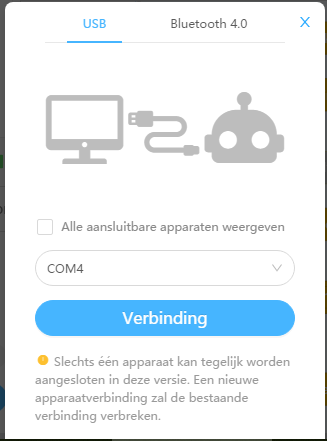 USB Bluetooth 4.0
Alle aansluitbare apparaten weergeven
COM4
Verbinding
Slechts één apparaat kan tegelijk worden
aangesloten in deze versie. Een nieuwe
apparaatverbinding zal de bestaande
verbinding verbreken.